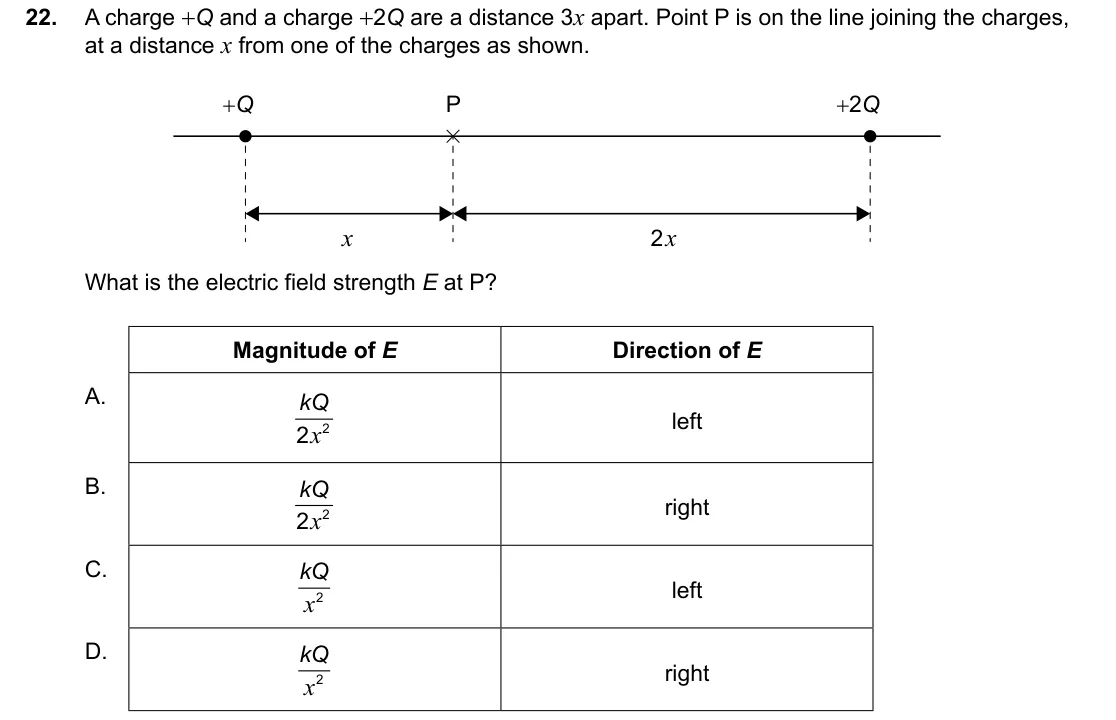 22. A charge +Q and a charge +2Q are a distance 3x apart. Point P is on the line joining the charges,
at a distance x from one of the charges as shown.
+Q P +2Q
x 2x
What is the electric field strength E at P?
Magnitude of E Direction of E
A. kQ/2x² left
B. kQ/2x² right
C. kQ/x² left
D. kQ/x² right